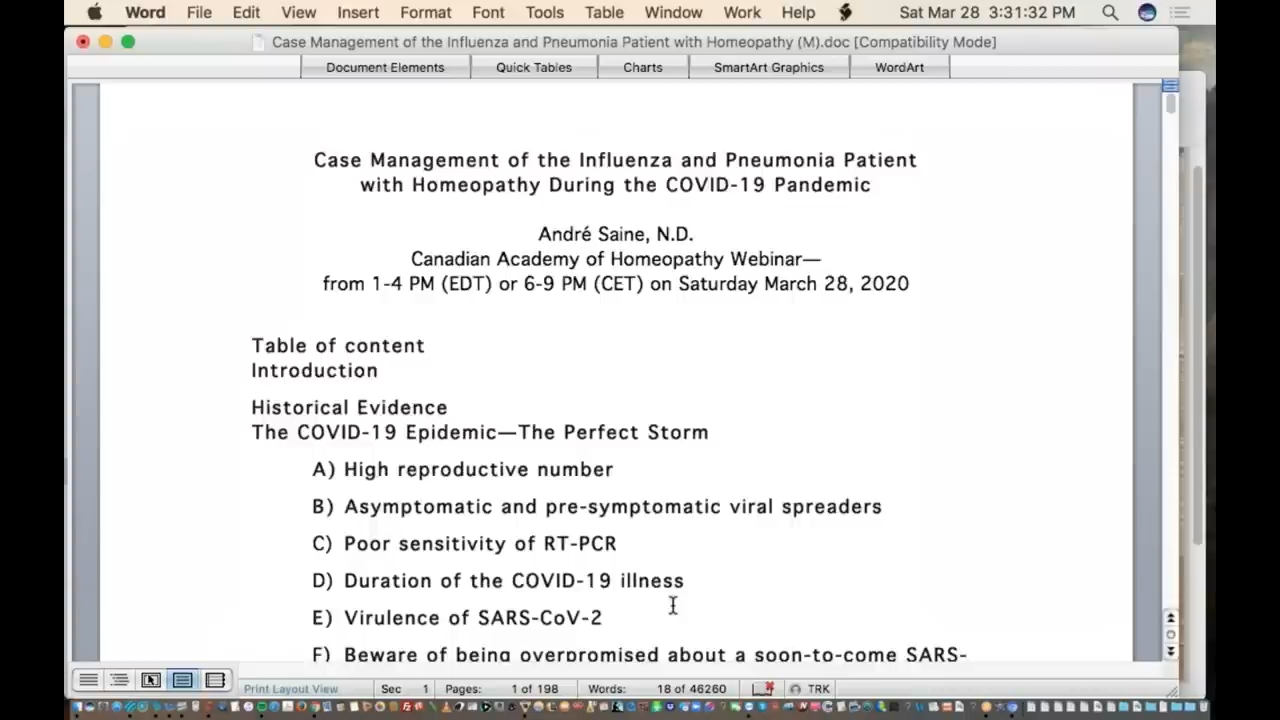 Word File Edit View Insert Format Font Tools Table Window Work Help Sat Mar 28 3:31:32 PM
Case Management of the Influenza and Pneumonia Patient with Homeopathy (M).doc [Compatibility Mode]
Document Elements Quick Tables Charts SmartArt Graphics WordArt
Case Management of the Influenza and Pneumonia Patient
with Homeopathy During the COVID-19 Pandemic
André Saine, N.D.
Canadian Academy of Homeopathy Webinar—
from 1-4 PM (EDT) or 6-9 PM (CET) on Saturday March 28, 2020
Table of content
Introduction
Historical Evidence
The COVID-19 Epidemic—The Perfect Storm
A) High reproductive number
B) Asymptomatic and pre-symptomatic viral spreaders
C) Poor sensitivity of RT-PCR
D) Duration of the COVID-19 illness
E) Virulence of SARS-CoV-2
F) Beware of being overpromised about a soon-to-come SARS-
Print Layout View Sec 1 Pages: 1 of 198 Words: 18 of 46260 TRK